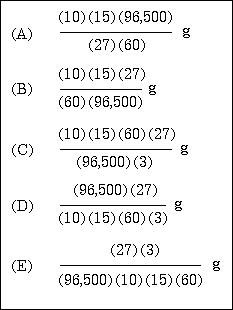 (A) (10)(15)(96,500) g
(27)(60)
(B) (10)(15)(27) g
(60)(96,500)
(C) (10)(15)(60)(27) g
(96,500)(3)
(D) (96,500)(27) g
(10)(15)(60)(3)
(E) (27)(3) g
(96,500)(10)(15)(60)